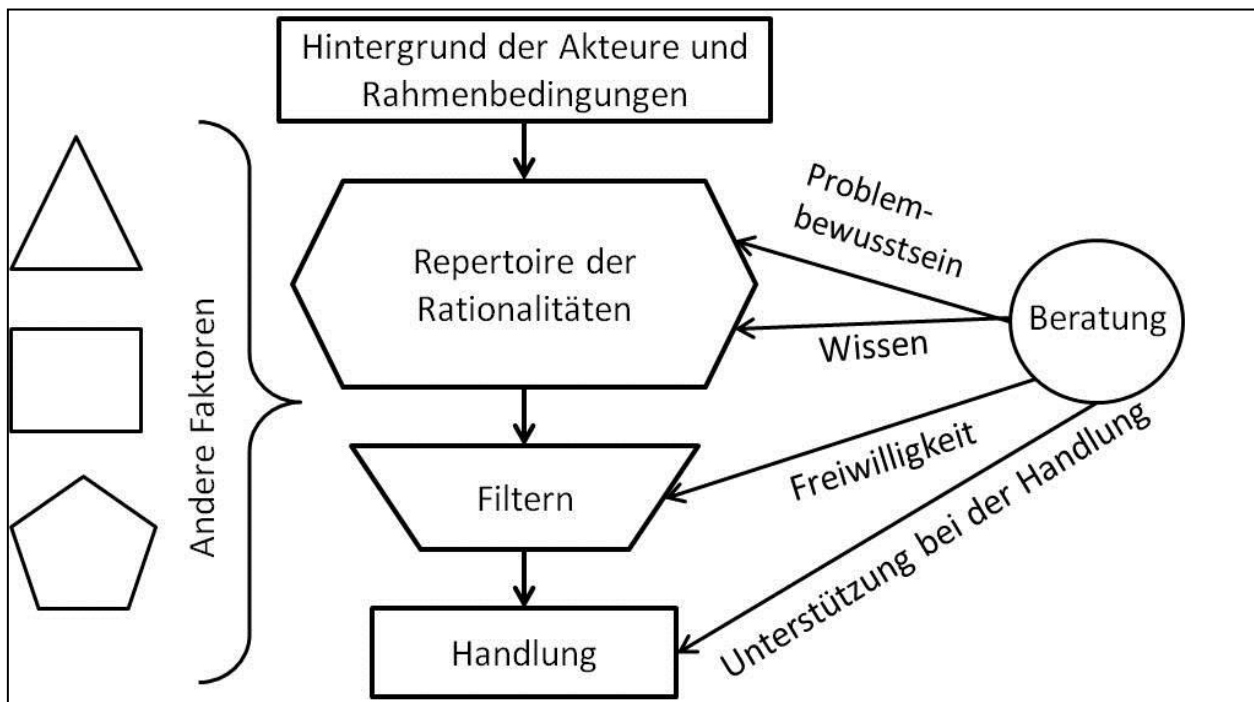 Hintergrund der Akteure und
Rahmenbedingungen
Andere Faktoren
Repertoire der
Rationalitäten
Problem-
bewusstsein
Wissen
Beratung
Filtern
Freiwilligkeit
Handlung
Unterstützung bei der Handlung